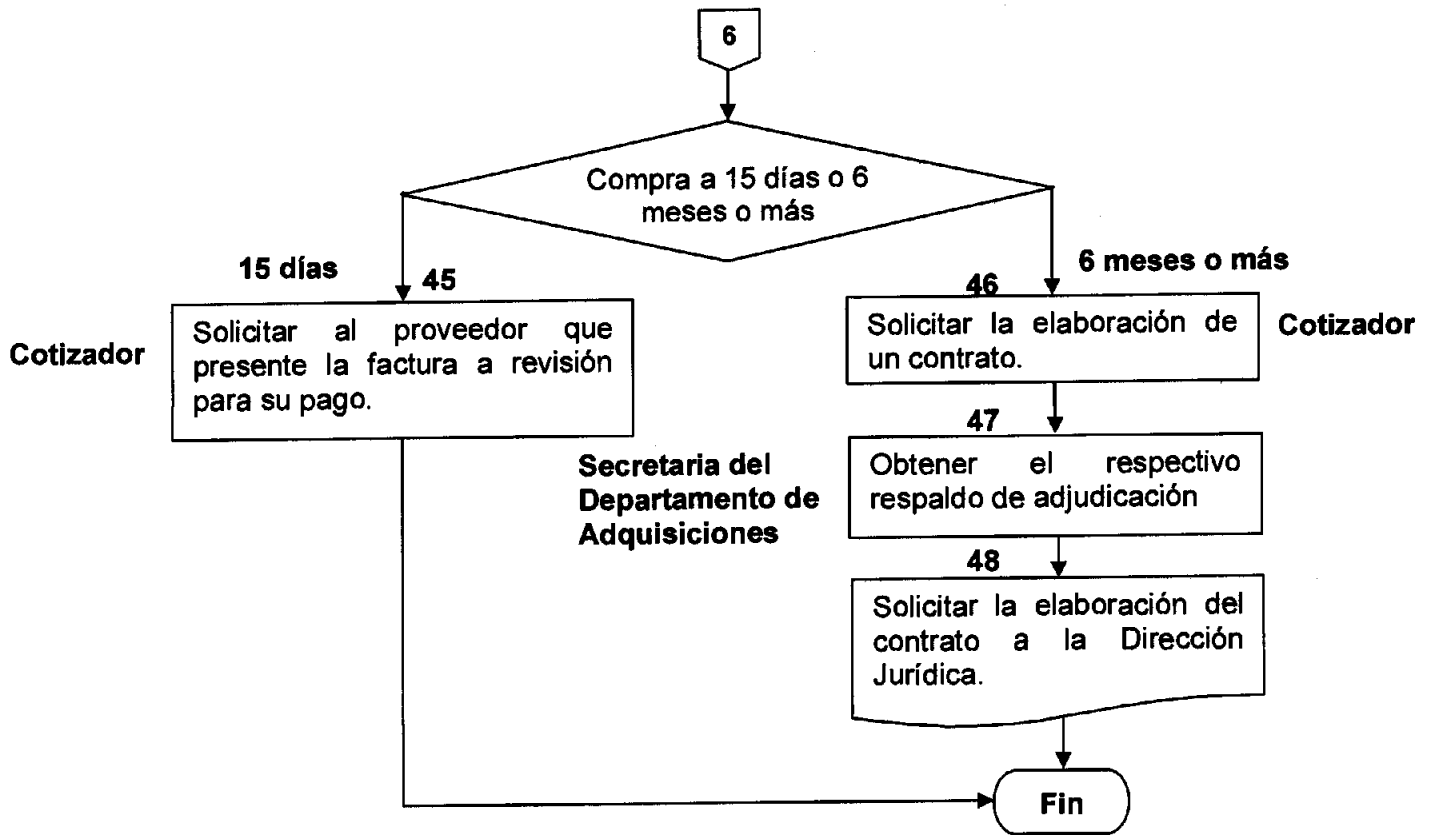 6
Compra a 15 días o 6
meses o más
15 días
45
Cotizador
Solicitar al proveedor que
presente la factura a revisión
para su pago.
6 meses o más
46
Solicitar la elaboración de
un contrato.
Cotizador
47
Secretaria del
Departamento de
Adquisiciones
Obtener el respectivo
respaldo de adjudicación
48
Solicitar la elaboración del
contrato a la Dirección
Jurídica.
Fin